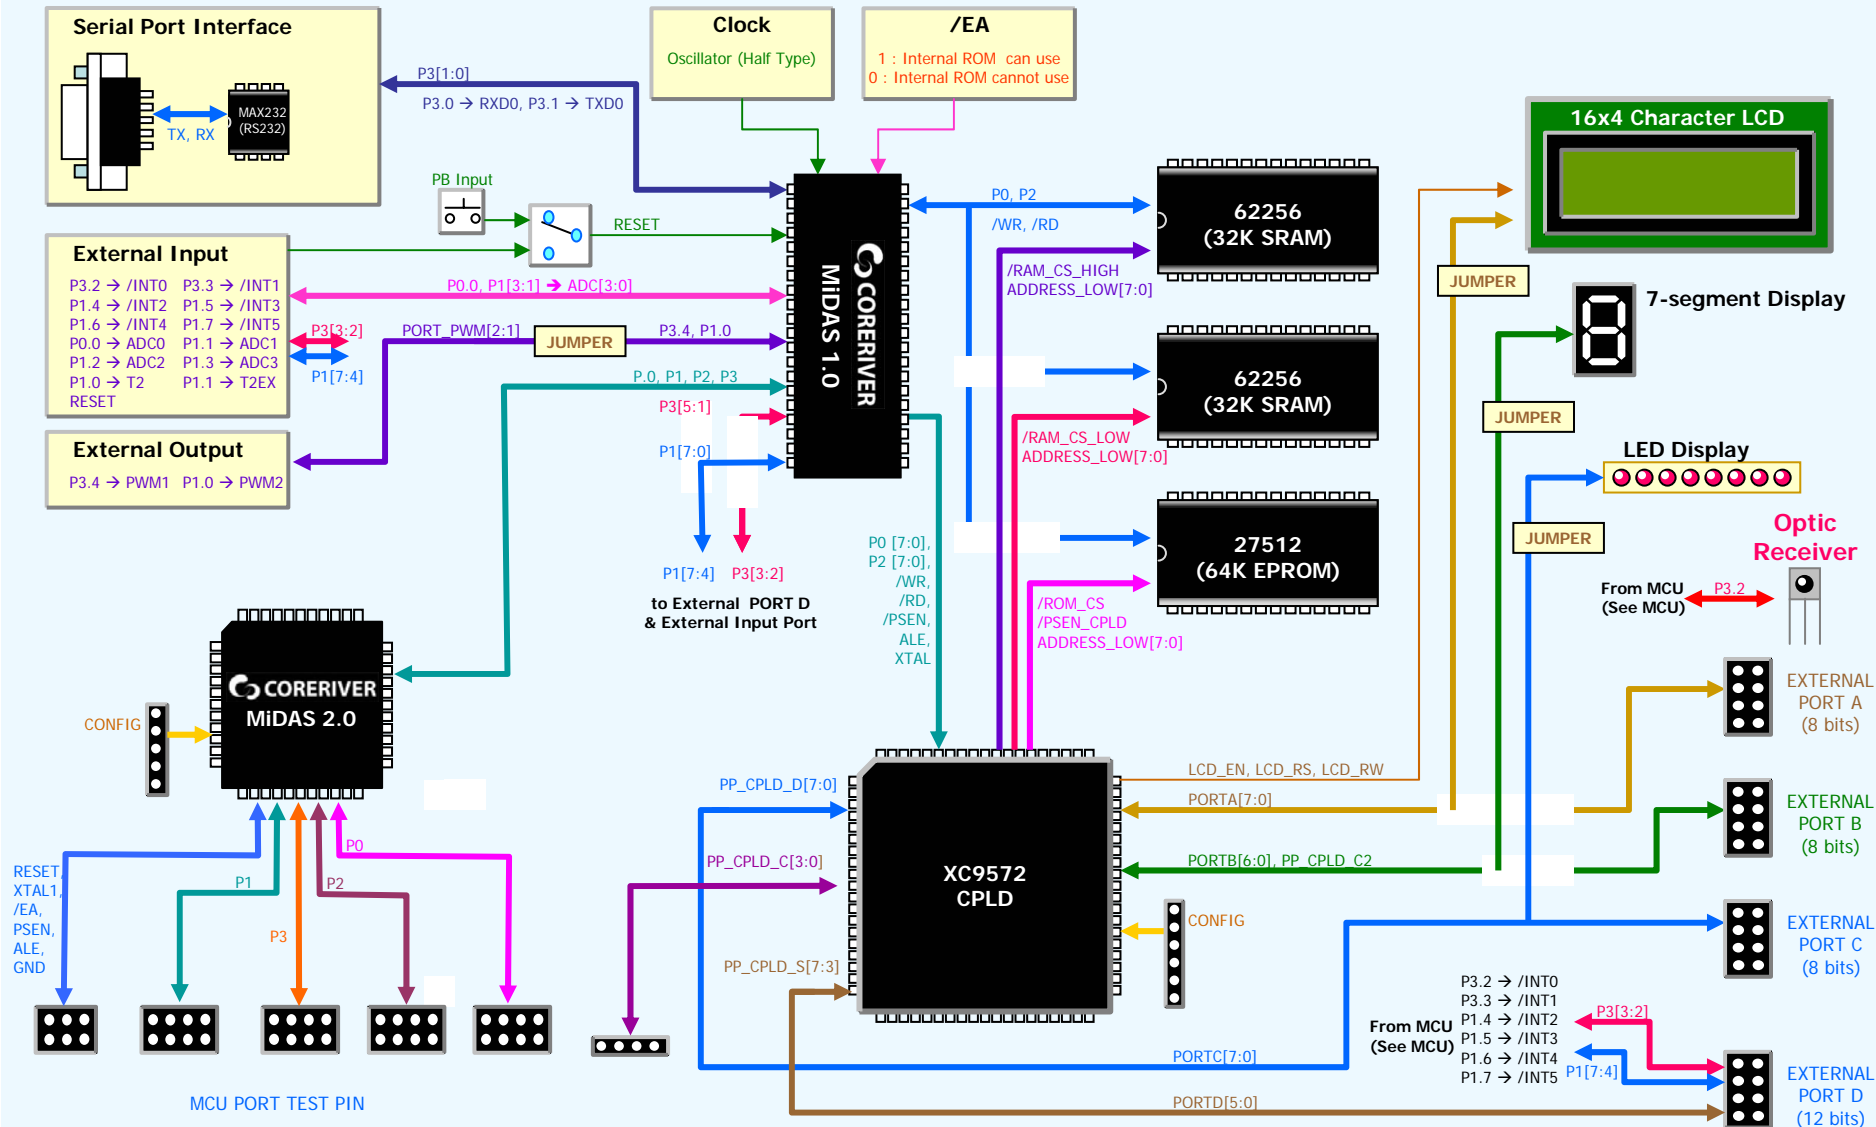 Serial Port Interface
MAX232
(RS232)
TX, RX
P3[1:0]
P3.0 → RXD0, P3.1 → TXD0
Clock
Oscillator (Half Type)
/EA
1 : Internal ROM can use
0 : Internal ROM cannot use
PB Input
RESET
External Input
P3.2 → /INT0 P3.3 → /INT1
P1.4 → /INT2 P1.5 → /INT3
P1.6 → /INT4 P1.7 → /INT5
P0.0 → ADC0 P1.1 → ADC1
P1.2 → ADC2 P1.3 → ADC3
P1.0 → T2 P1.1 → T2EX
RESET
P3[3:2]
P1[7:4]
P0.0, P1[3:1] → ADC[3:0]
PORT_PWM[2:1]
JUMPER
P3.4, P1.0
P.0, P1, P2, P3
P3[5:1]
P1[7:0]
External Output
P3.4 → PWM1 P1.0 → PWM2
P1[7:4]
P3[3:2]
to External PORT D
& External Input Port
CORERIVER
MiDAS 1.0
P0, P2
/WR, /RD
/RAM_CS_HIGH
ADDRESS_LOW[7:0]
62256
(32K SRAM)
/RAM_CS_LOW
ADDRESS_LOW[7:0]
62256
(32K SRAM)
/ROM_CS
/PSEN_CPLD
ADDRESS_LOW[7:0]
27512
(64K EPROM)
P0 [7:0],
P2 [7:0],
/WR,
/RD,
/PSEN,
ALE,
XTAL
16x4 Character LCD
JUMPER
7-segment Display
JUMPER
LED Display
JUMPER
Optic
Receiver
From MCU
(See MCU)
P3.2
CORERIVER
MiDAS 2.0
CONFIG
RESET,
XTAL1,
/EA,
PSEN,
ALE,
GND
P1
P3
P2
P0
MCU PORT TEST PIN
PP_CPLD_D[7:0]
PP_CPLD_C[3:0]
PP_CPLD_S[7:3]
XC9572
CPLD
LCD_EN, LCD_RS, LCD_RW
PORTA[7:0]
PORTB[6:0], PP_CPLD_C2
CONFIG
PORTC[7:0]
PORTD[5:0]
EXTERNAL
PORT A
(8 bits)
EXTERNAL
PORT B
(8 bits)
EXTERNAL
PORT C
(8 bits)
From MCU
(See MCU)
P3.2 → /INT0
P3.3 → /INT1
P1.4 → /INT2
P1.5 → /INT3
P1.6 → /INT4
P1.7 → /INT5
P3[3:2]
P1[7:4]
EXTERNAL
PORT D
(12 bits)